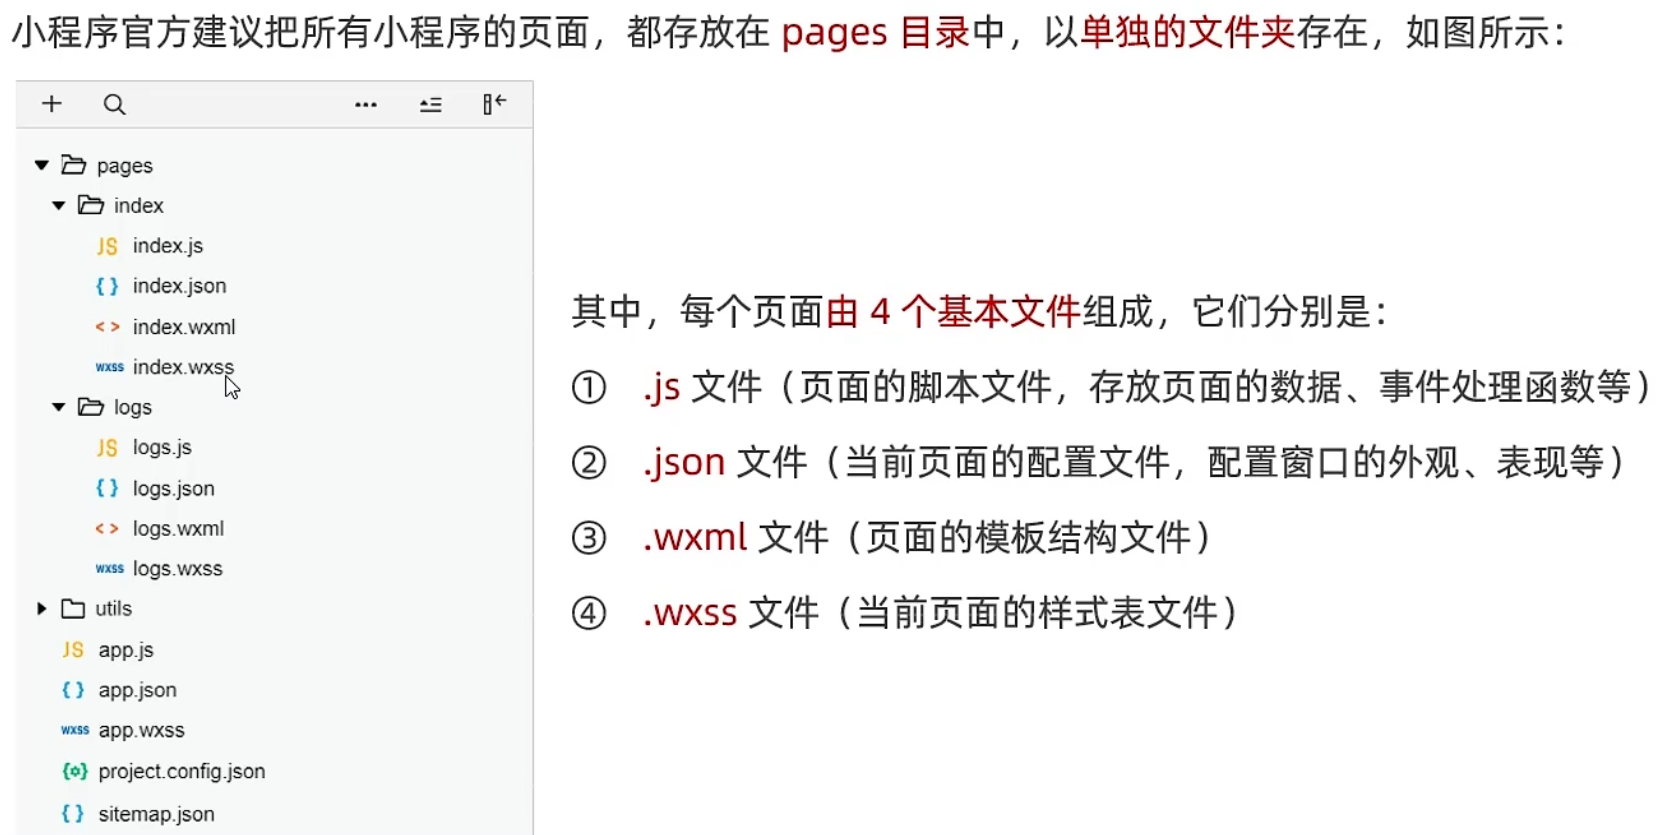 小程序官方建议把所有小程序的页面，都存放在 pages 目录中，以单独的文件夹存在，如图所示：
pages
index
JS index.js
{ } index.json
< > index.wxml
wxss index.wxss
logs
JS logs.js
{ } logs.json
< > logs.wxml
wxss logs.wxss
utils
JS app.js
{ } app.json
wxss app.wxss
project.config.json
{ } sitemap.json
其中，每个页面由 4 个基本文件组成，它们分别是：
① .js 文件（页面的脚本文件，存放页面的数据、事件处理函数等）
② .json 文件（当前页面的配置文件，配置窗口的外观、表现等）
③ .wxml 文件（页面的模板结构文件）
④ .wxss 文件（当前页面的样式表文件）